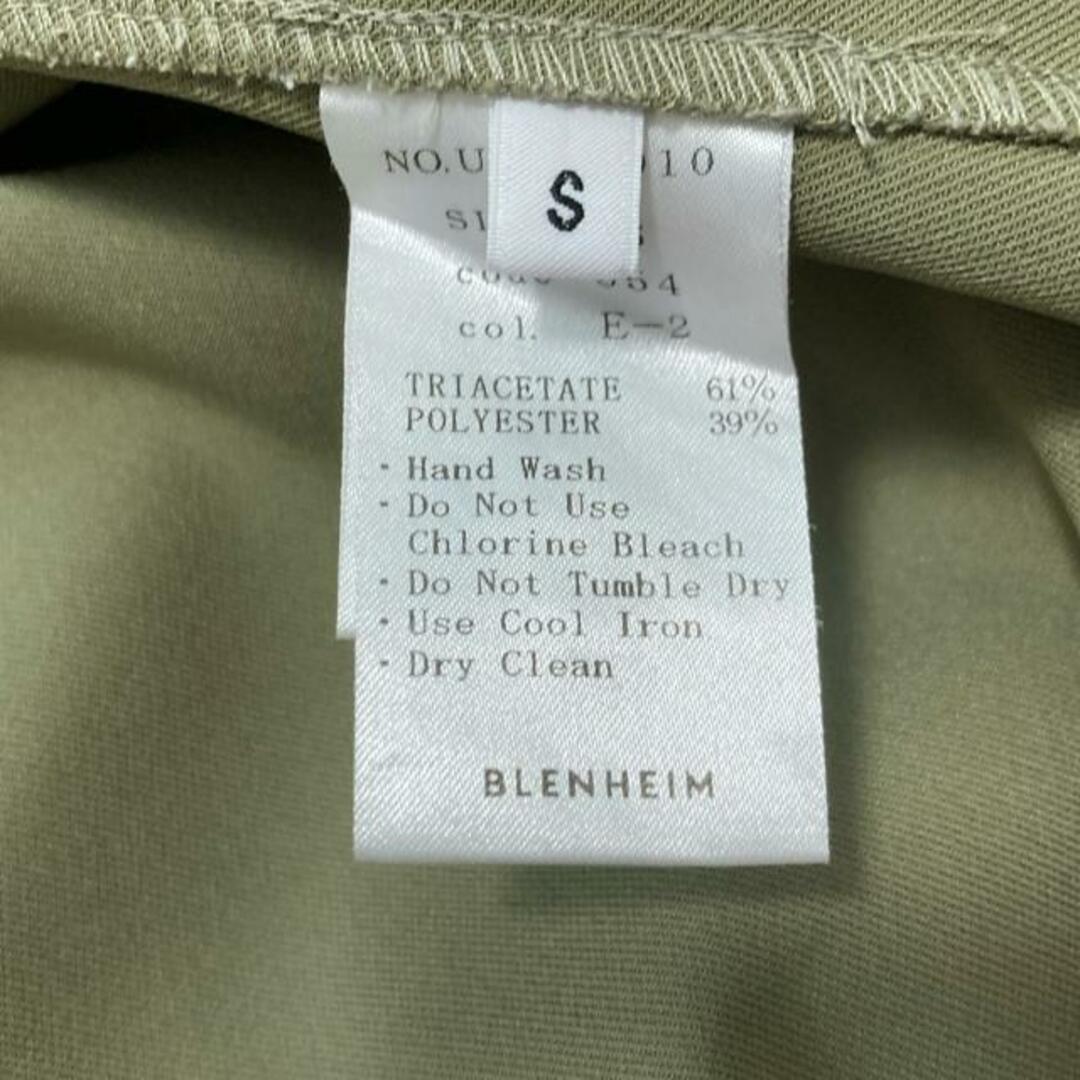 S
NO. U 010
col. E-2
TRIACETATE 61%
POLYESTER 39%
· Hand Wash
· Do Not Use
Chlorine Bleach
· Do Not Tumble Dry
· Use Cool Iron
· Dry Clean
BLENHEIM